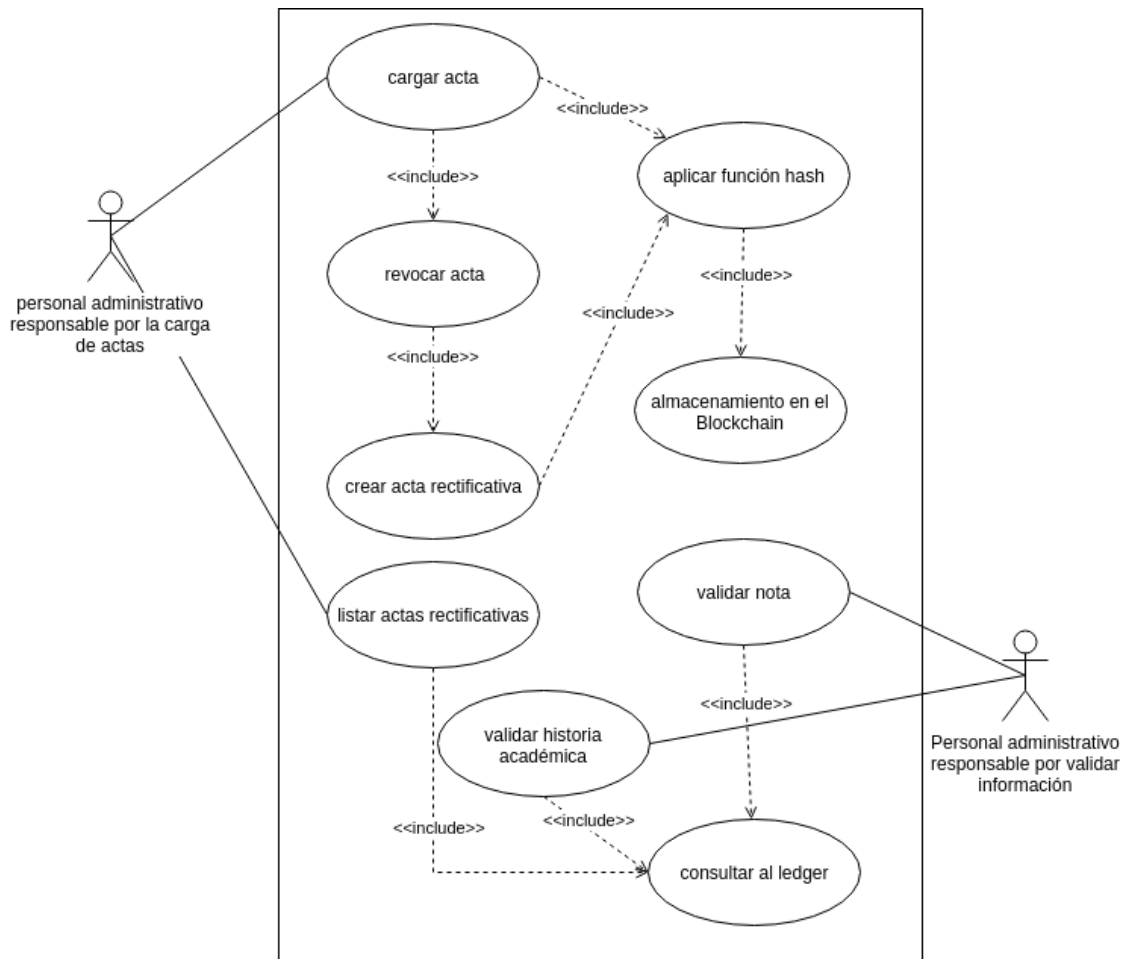 cargar acta
<<include>>
aplicar función hash
<<include>>
personal administrativo
responsable por la carga
de actas
revocar acta
<<include>>
<<include>>
<<include>>
almacenamiento en el
Blockchain
crear acta rectificativa
listar actas rectificativas
validar nota
<<include>>
validar historia
académica
Personal administrativo
responsable por validar
información
<<include>>
<<include>>
consultar al ledger